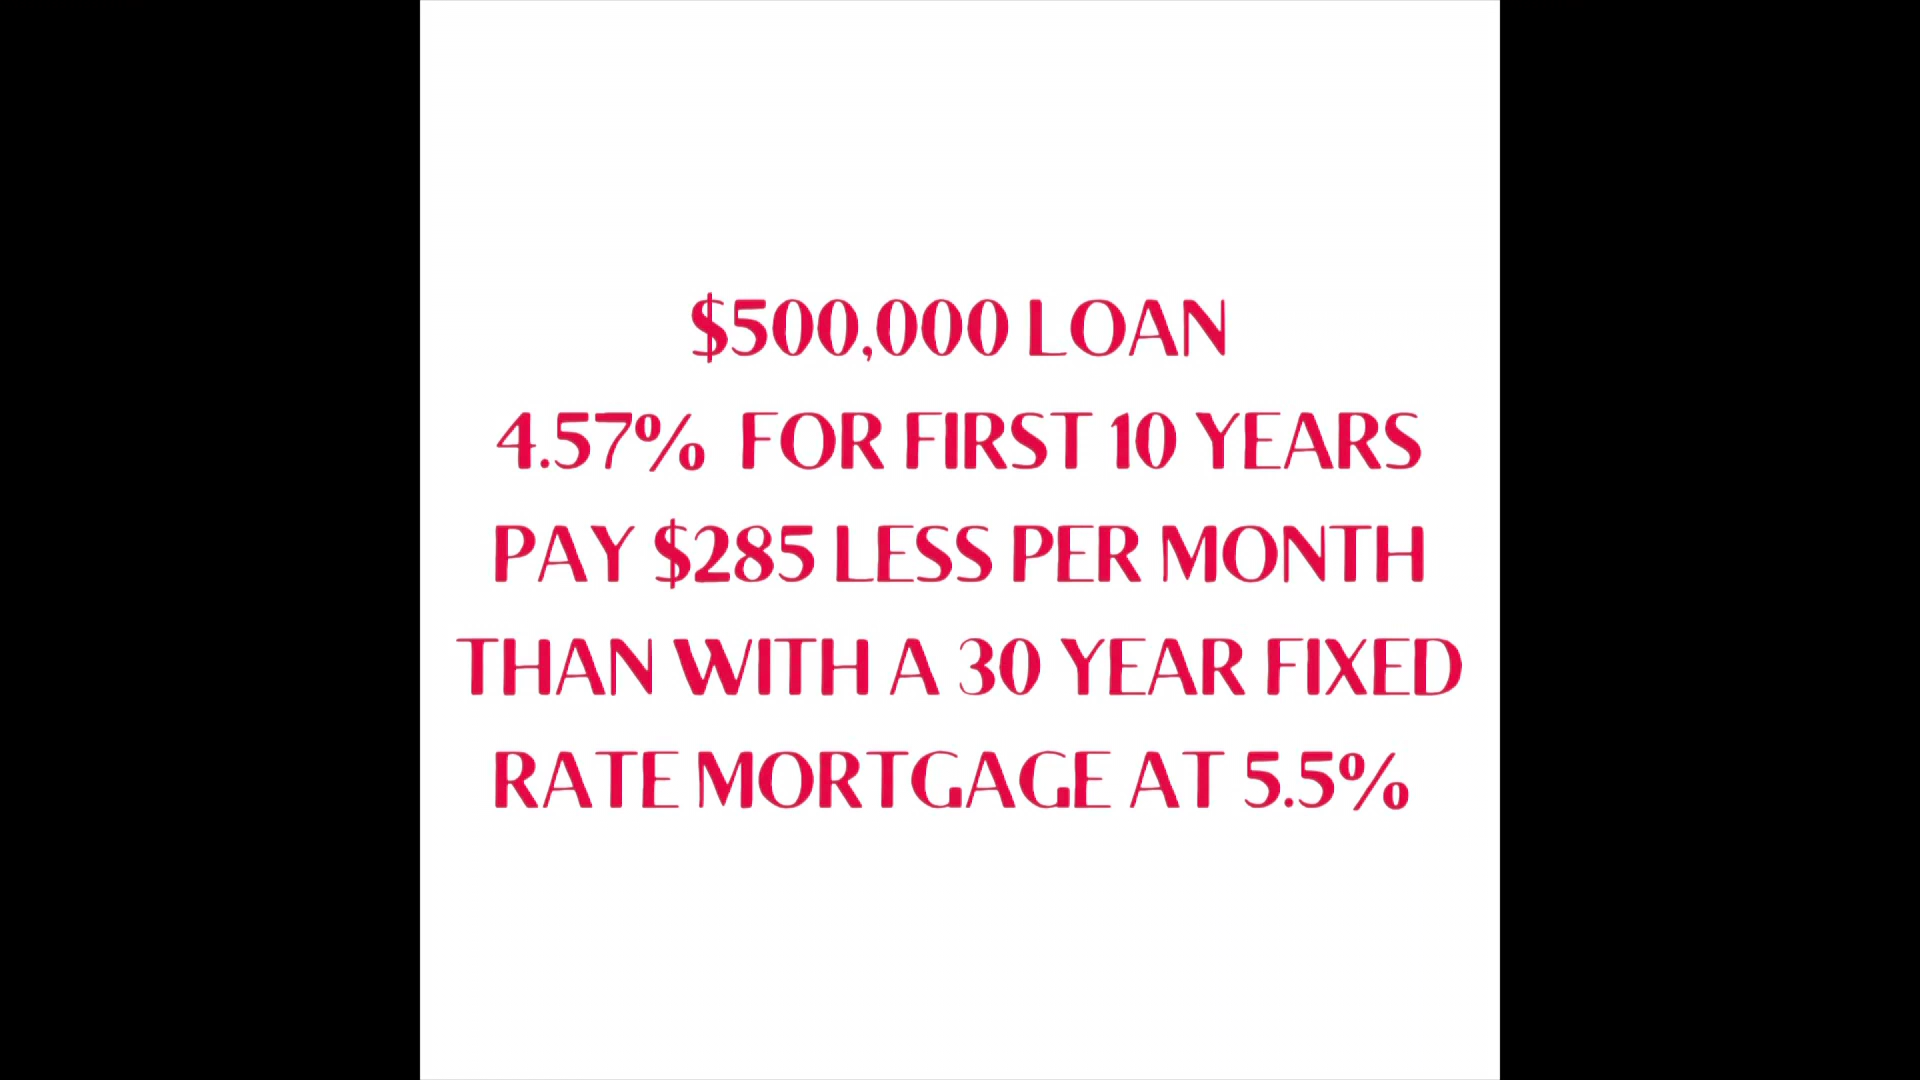 $500,000 LOAN
4.57% FOR FIRST 10 YEARS
PAY $285 LESS PER MONTH
THAN WITH A 30 YEAR FIXED
RATE MORTGAGE AT 5.5%